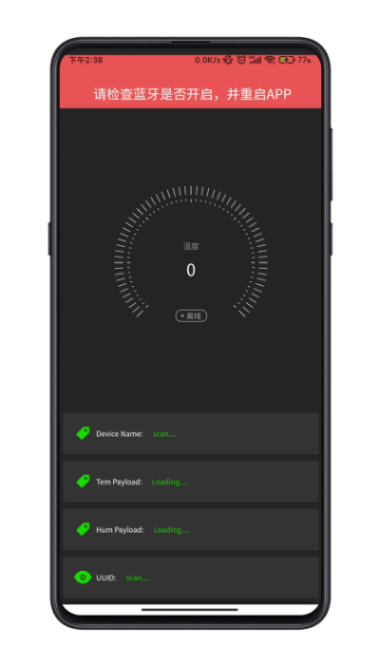 下午2:38 0.0K/s 77%
请检查蓝牙是否开启，并重启APP
温度
0
离线
Device Name: scan....
Tem Payload: Loading....
Hum Payload: Loading....
UUID: scan....